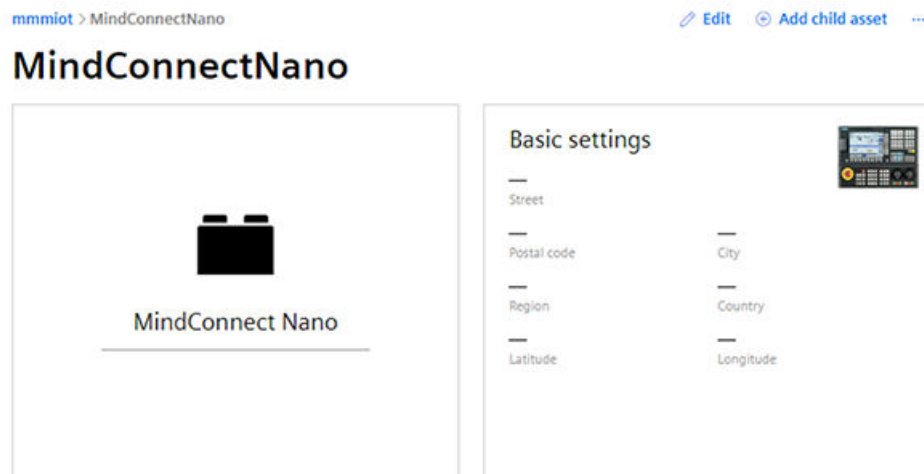 mmmiot > MindConnectNano
Edit
Add child asset
...
MindConnectNano
MindConnect Nano
Basic settings
—
Street
— —
Postal code City
— —
Region Country
— —
Latitude Longitude